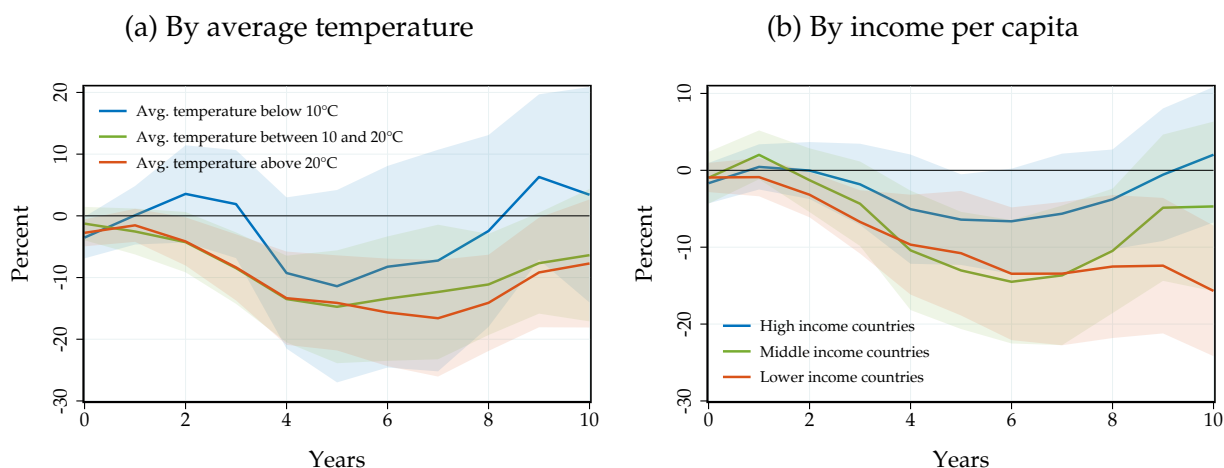 (a) By average temperature
(b) By income per capita
20
10
0
-10
-20
-30
Percent
Avg. temperature below 10°C
Avg. temperature between 10 and 20°C
Avg. temperature above 20°C
0 2 4 6 8 10
Years
10
0
-10
-20
-30
Percent
High income countries
Middle income countries
Lower income countries
0 2 4 6 8 10
Years